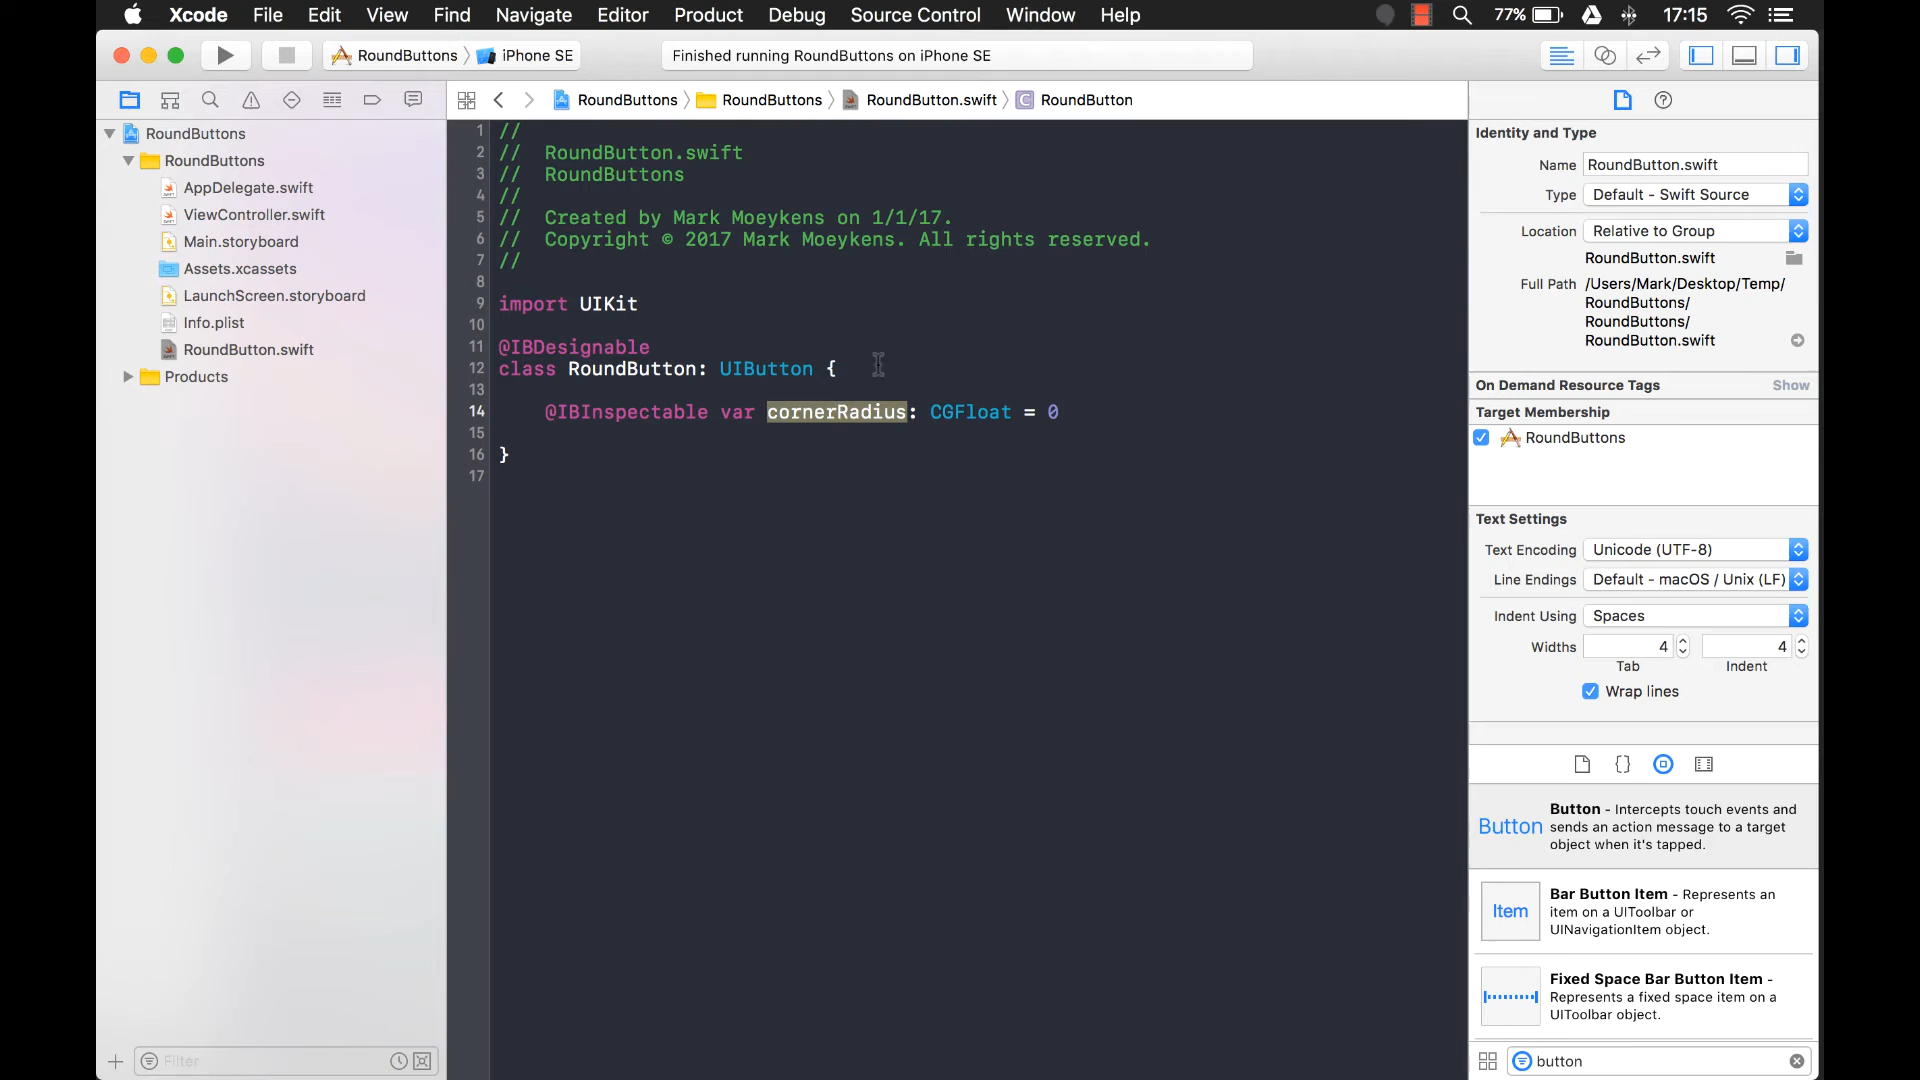 Xcode File Edit View Find Navigate Editor Product Debug Source Control Window Help 77% 17:15
RoundButtons iPhone SE Finished running RoundButtons on iPhone SE
RoundButtons RoundButtons RoundButton.swift C RoundButton
RoundButtons
RoundButtons
AppDelegate.swift
ViewController.swift
Main.storyboard
Assets.xcassets
LaunchScreen.storyboard
Info.plist
RoundButton.swift
Products
Filter
1 //
2 // RoundButton.swift
3 // RoundButtons
4 //
5 // Created by Mark Moeykens on 1/1/17.
6 // Copyright © 2017 Mark Moeykens. All rights reserved.
7 //
8
9 import UIKit
10
11 @IBDesignable
12 class RoundButton: UIButton {
13
14 @IBInspectable var cornerRadius: CGFloat = 0
15
16 }
17
Identity and Type
Name RoundButton.swift
Type Default - Swift Source
Location Relative to Group
RoundButton.swift
Full Path /Users/Mark/Desktop/Temp/
RoundButtons/
RoundButtons/
RoundButton.swift
On Demand Resource Tags Show
Target Membership
RoundButtons
Text Settings
Text Encoding Unicode (UTF-8)
Line Endings Default - macOS / Unix (LF)
Indent Using Spaces
Widths 4 4
Tab Indent
Wrap lines
{}
Button
Button - Intercepts touch events and
sends an action message to a target
object when it's tapped.
Item
Bar Button Item - Represents an
item on a UIToolbar or
UINavigationItem object.
Fixed Space Bar Button Item -
Represents a fixed space item on a
UIToolbar object.
button